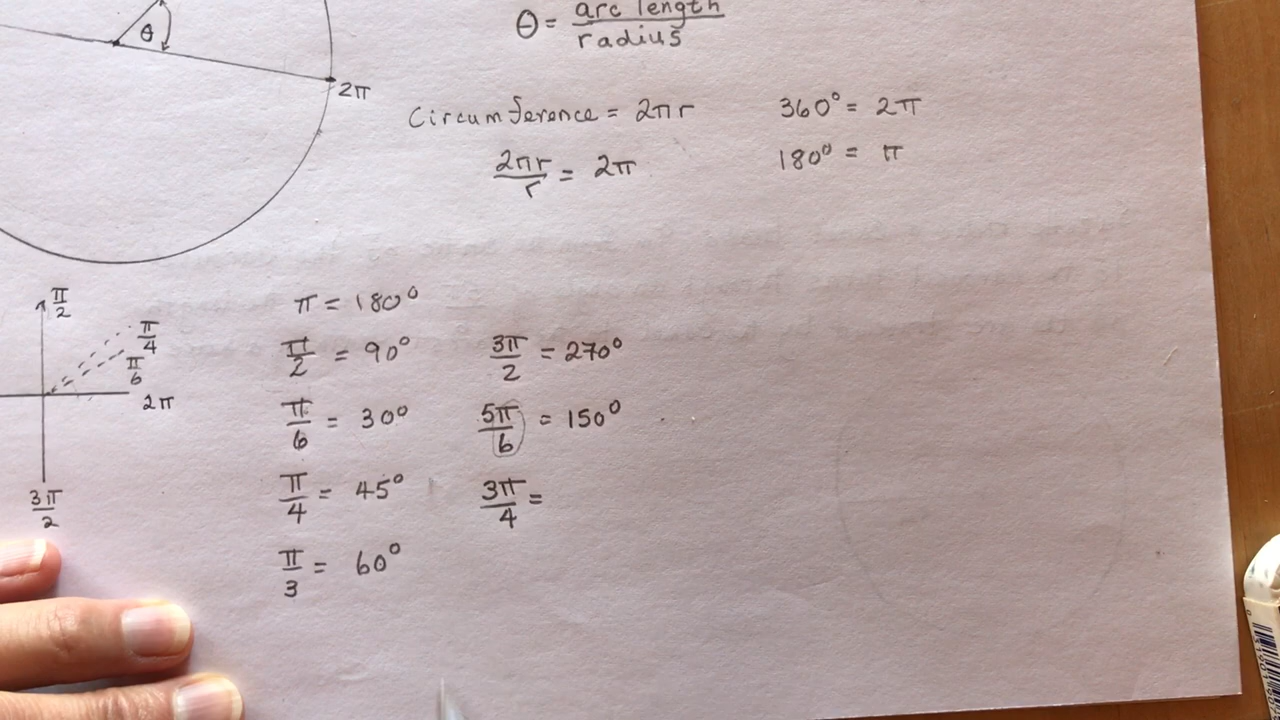 θ = arc length / radius
θ
2π
Circumference = 2πr
360° = 2π
2πr/r = 2π
180° = π
π/2
π/4
π/6
2π
3π/2
π = 180°
π/2 = 90°
3π/2 = 270°
π/6 = 30°
5π/6 = 150°
π/4 = 45°
3π/4 =
π/3 = 60°